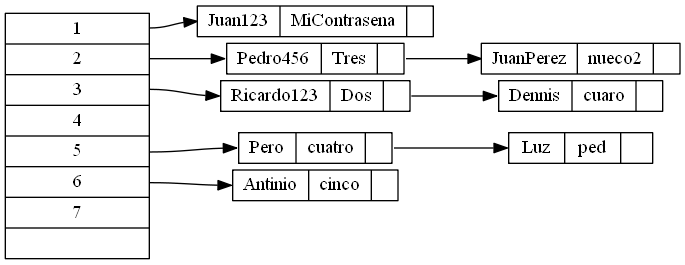 1 Juan123 MiContrasena
2 Pedro456 Tres JuanPerez nueco2
3 Ricardo123 Dos Dennis cuaro
4
5 Pero cuatro Luz ped
6 Antinio cinco
7